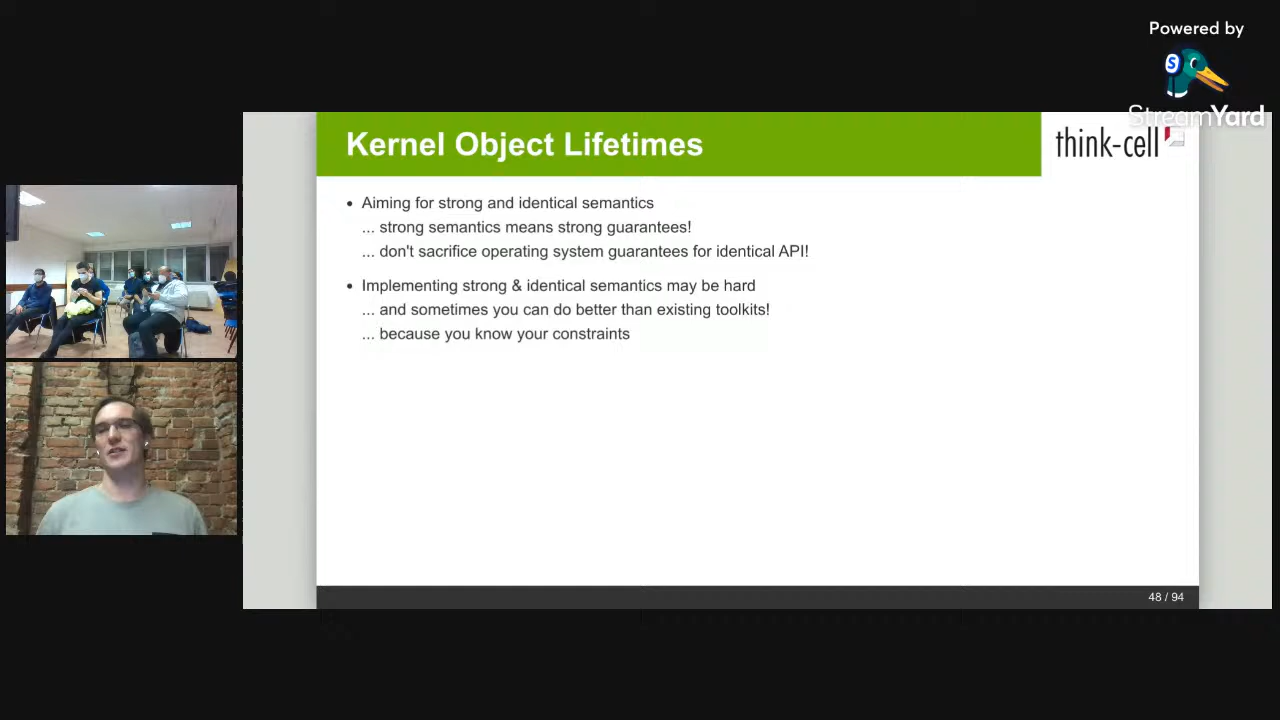 Powered by
S
StreamYard
Kernel Object Lifetimes
think-cell
• Aiming for strong and identical semantics
... strong semantics means strong guarantees!
... don't sacrifice operating system guarantees for identical API!
• Implementing strong & identical semantics may be hard
... and sometimes you can do better than existing toolkits!
... because you know your constraints
48 / 94